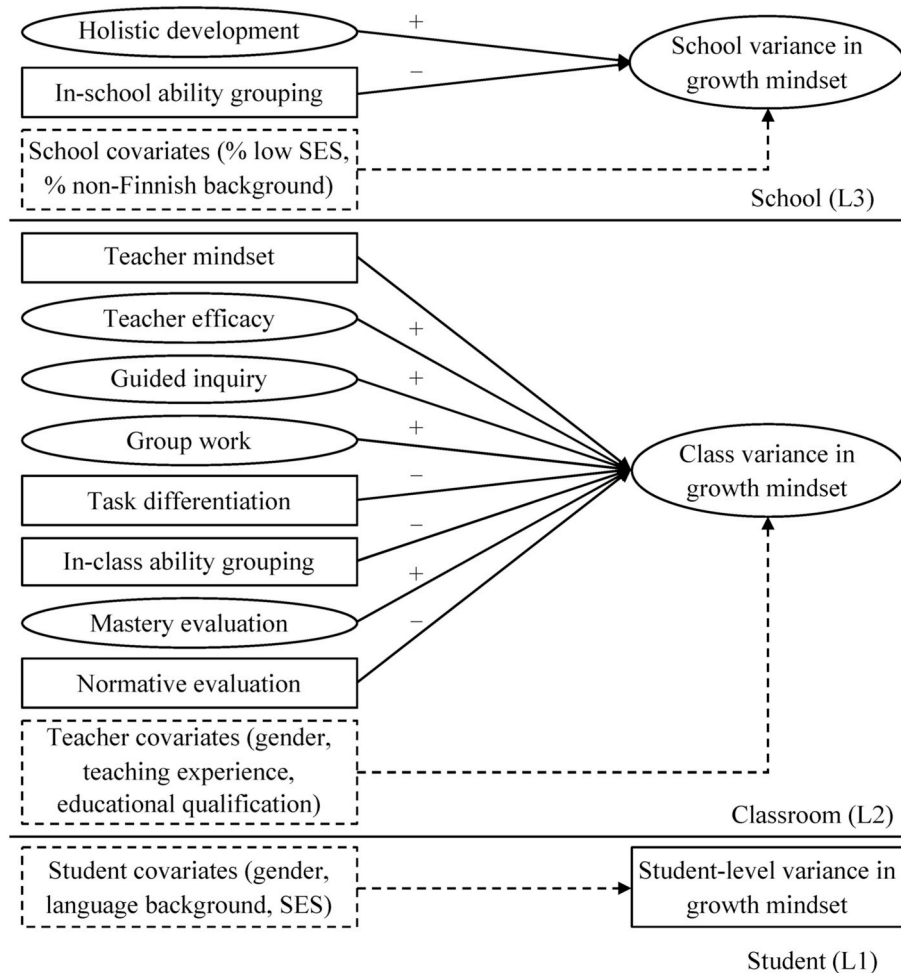 Holistic development
+
School variance in
growth mindset
–
In-school ability grouping
School covariates (% low SES,
% non-Finnish background)
School (L3)
Teacher mindset
Teacher efficacy
+
Guided inquiry
+
Group work
+
Class variance in
growth mindset
–
Task differentiation
–
In-class ability grouping
+
Mastery evaluation
–
Normative evaluation
Teacher covariates (gender,
teaching experience,
educational qualification)
Classroom (L2)
Student covariates (gender,
language background, SES)
Student-level variance in
growth mindset
Student (L1)